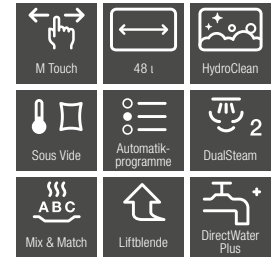 M Touch
48 l
HydroClean
Sous Vide
Automatik-
programme
2
DualSteam
ABC
Mix & Match
Liftblende
DirectWater
Plus